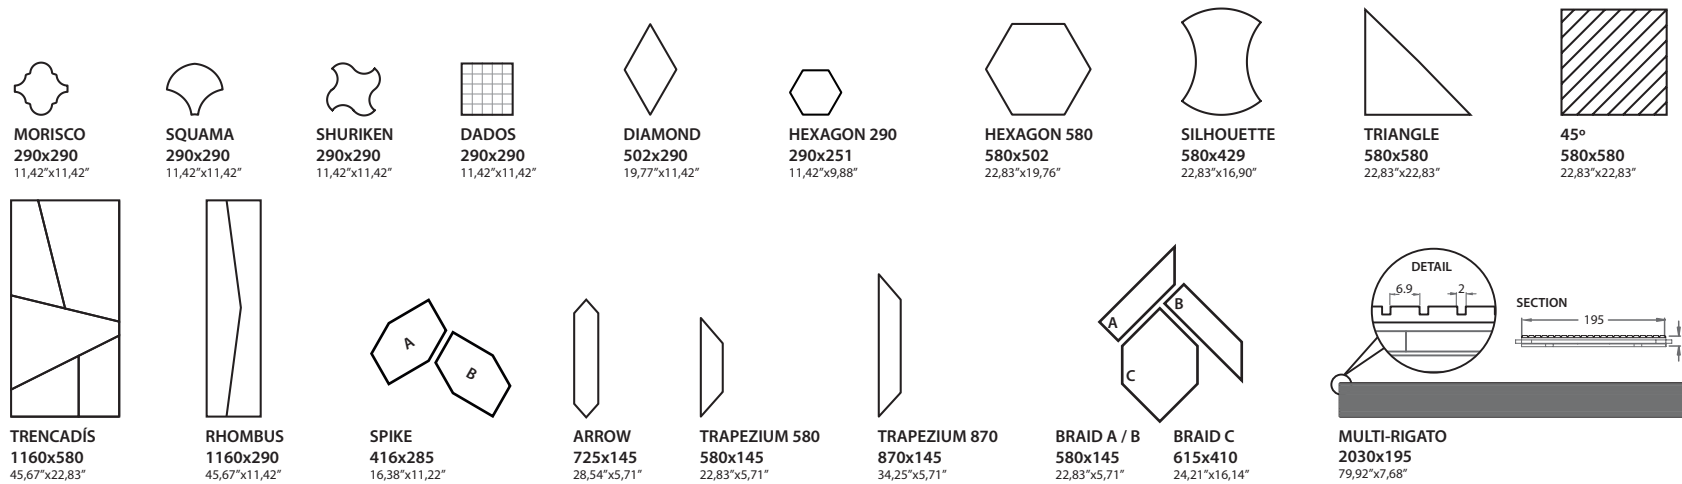 MORISCO
290x290
11,42”x11,42”
SQUAMA
290x290
11,42”x11,42”
SHURIKEN
290x290
11,42”x11,42”
DADOS
290x290
11,42”x11,42”
DIAMOND
502x290
19,77”x11,42”
HEXAGON 290
290x251
11,42”x9,88”
HEXAGON 580
580x502
22,83”x19,76”
SILHOUETTE
580x429
22,83”x16,90”
TRIANGLE
580x580
22,83”x22,83”
45º
580x580
22,83”x22,83”
TRENCADÍS
1160x580
45,67”x22,83”
RHOMBUS
1160x290
45,67”x11,42”
A
B
SPIKE
416x285
16,38”x11,22”
ARROW
725x145
28,54”x5,71”
TRAPEZIUM 580
580x145
22,83”x5,71”
TRAPEZIUM 870
870x145
34,25”x5,71”
A
B
C
BRAID A / B
580x145
22,83”x5,71”
BRAID C
615x410
24,21”x16,14”
DETAIL
6.9
2
SECTION
195
MULTI-RIGATO
2030x195
79,92”x7,68”